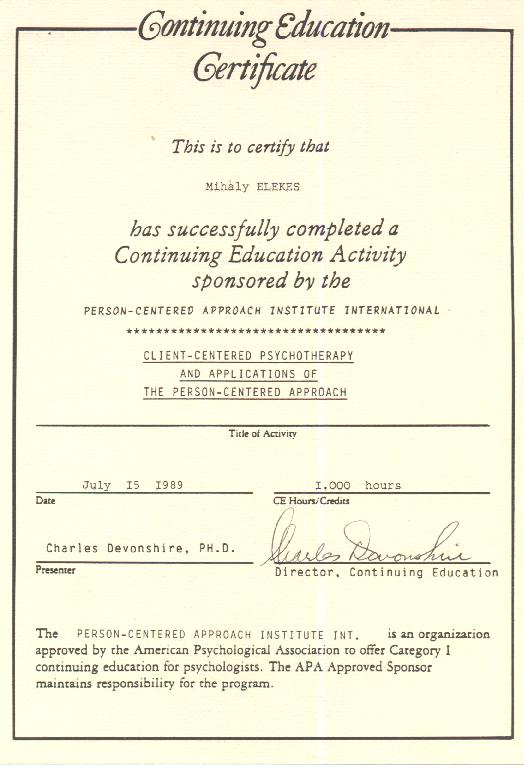 Continuing Education
Certificate
This is to certify that
Mihàly ELEKES
has successfully completed a
Continuing Education Activity
sponsored by the
PERSON-CENTERED APPROACH INSTITUTE INTERNATIONAL
**********************************
CLIENT-CENTERED PSYCHOTHERAPY
AND APPLICATIONS OF
THE PERSON-CENTERED APPROACH
Title of Activity
July I5 I989 I.000 hours
Date CE Hours/Credits
Charles Devonshire, PH.D. Charles Devonshire
Presenter Director, Continuing Education
The PERSON-CENTERED APPROACH INSTITUTE INT. is an organization
approved by the American Psychological Association to offer Category I
continuing education for psychologists. The APA Approved Sponsor
maintains responsibility for the program.